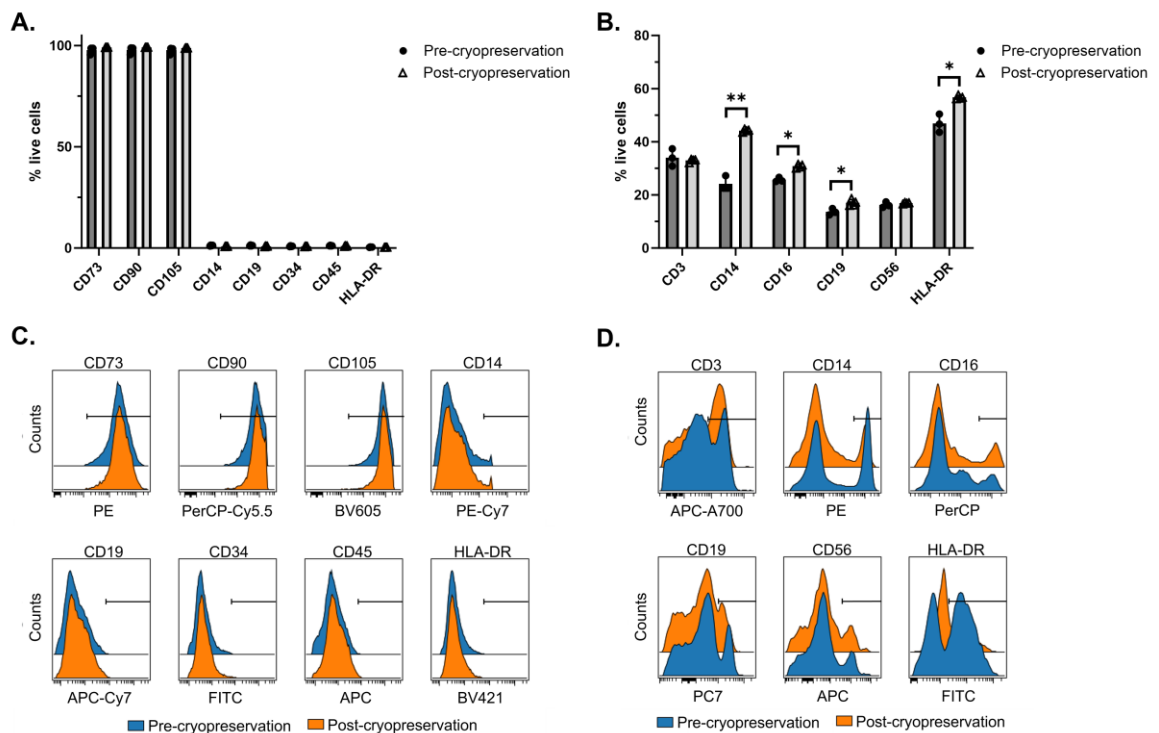 A.
100
50
0
% live cells
CD73
CD90
CD105
CD14
CD19
CD34
CD45
HLA-DR
Pre-cryopreservation
Post-cryopreservation
B.
80
60
40
20
0
% live cells
**
*
*
*
CD3
CD14
CD16
CD19
CD56
HLA-DR
Pre-cryopreservation
Post-cryopreservation
C.
CD73 CD90 CD105 CD14
Counts
PE PerCP-Cy5.5 BV605 PE-Cy7
CD19 CD34 CD45 HLA-DR
Counts
APC-Cy7 FITC APC BV421
Pre-cryopreservation Post-cryopreservation
D.
CD3 CD14 CD16
Counts
APC-A700 PE PerCP
CD19 CD56 HLA-DR
Counts
PC7 APC FITC
Pre-cryopreservation Post-cryopreservation